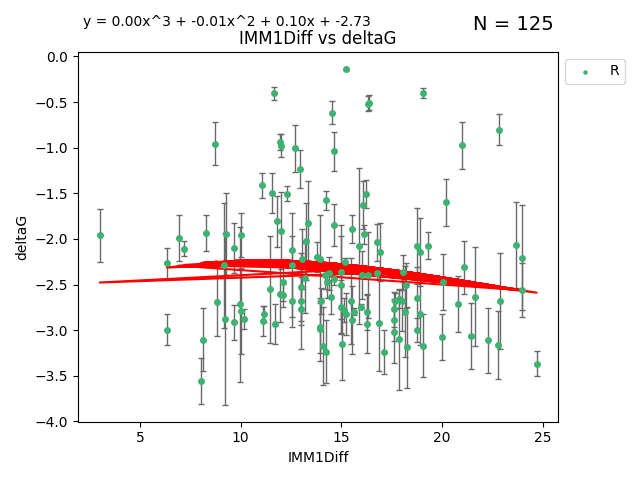 y = 0.00x^3 + -0.01x^2 + 0.10x + -2.73
N = 125
IMM1Diff vs deltaG
R
0.0
−0.5
−1.0
−1.5
−2.0
−2.5
−3.0
−3.5
−4.0
deltaG
5 10 15 20 25
IMM1Diff